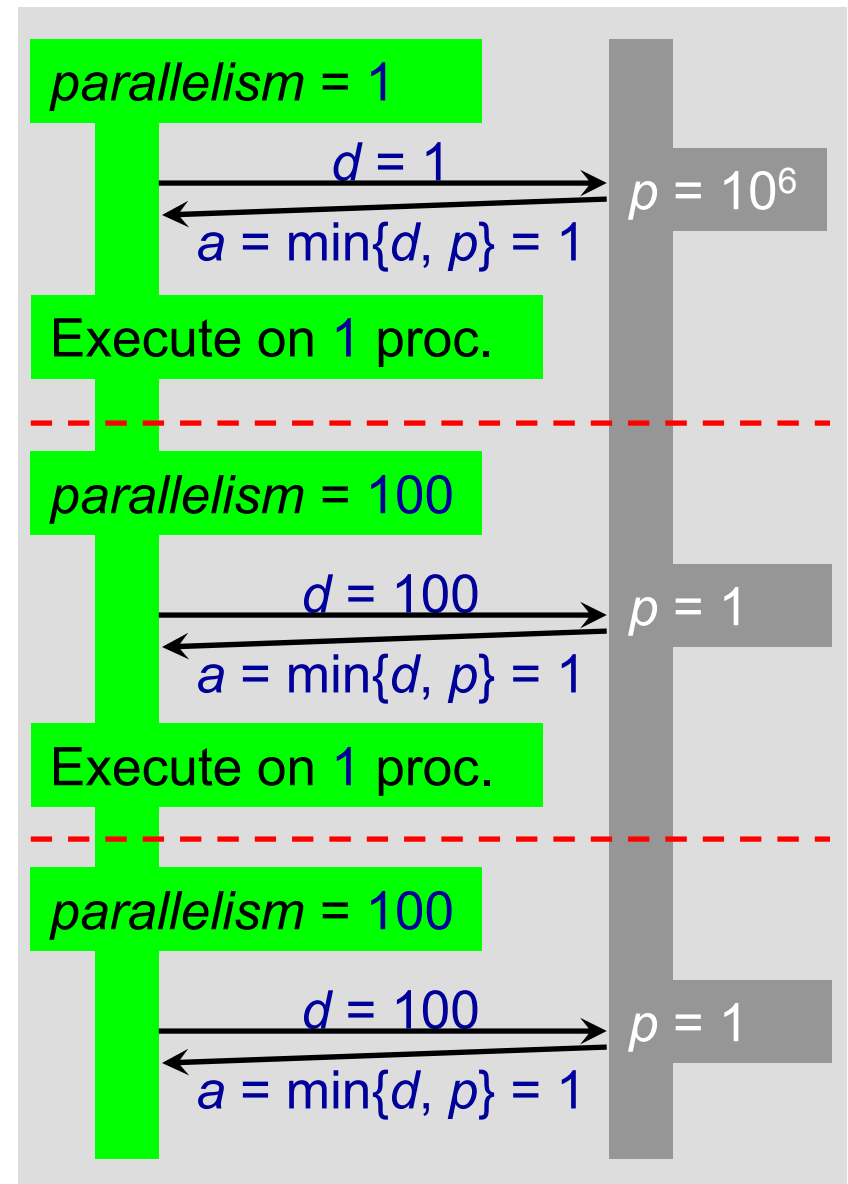 parallelism = 1
d = 1
p = 10⁶
a = min{d, p} = 1
Execute on 1 proc.
parallelism = 100
d = 100
p = 1
a = min{d, p} = 1
Execute on 1 proc.
parallelism = 100
d = 100
p = 1
a = min{d, p} = 1